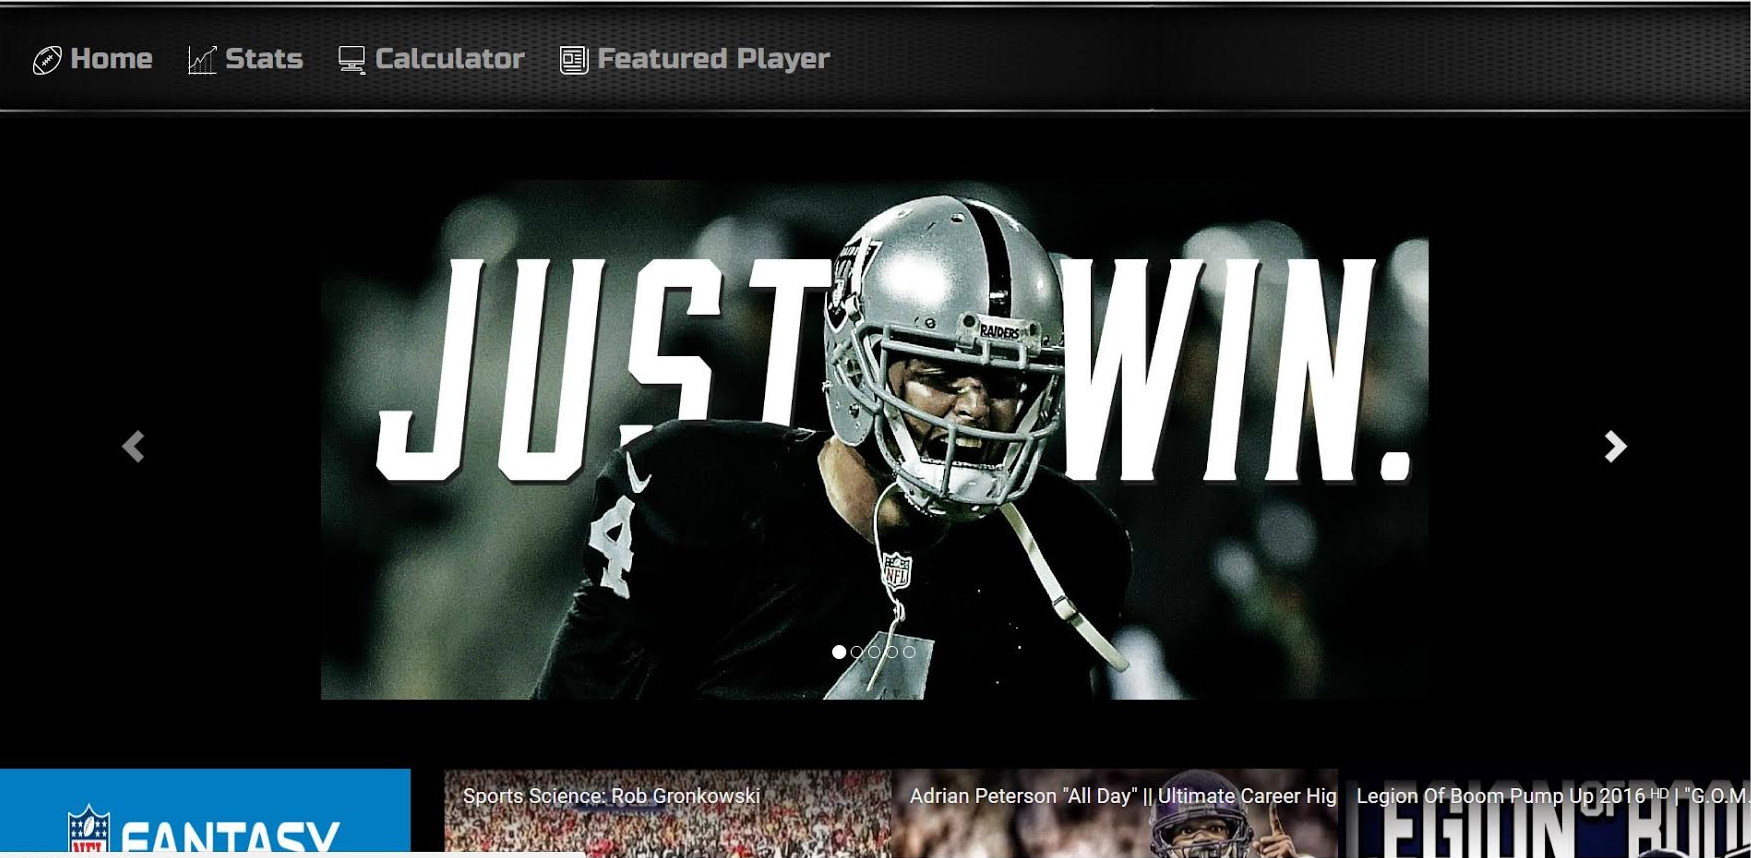 Home Stats Calculator Featured Player
JUST WIN.
RAIDERS
4
NFL
Sports Science: Rob Gronkowski
Adrian Peterson "All Day" || Ultimate Career Hig
Legion Of Boom Pump Up 2016 ᴴᴰ | "G.O.M.
NFL FANTASY
LEGION OF BOO